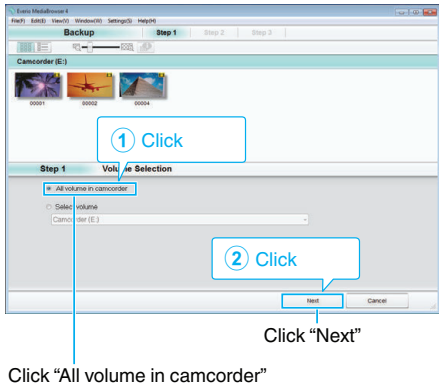 Everio MediaBrowser 4
File(F) Edit(E) View(V) Window(W) Settings(S) Help(H)
Backup Step 1 Step 2 Step 3
Camcorder (E:)
00001 00002 00004
① Click
Step 1 Volume Selection
All volume in camcorder
Select volume
Camcorder (E:)
② Click
Next Cancel
Click “Next”
Click “All volume in camcorder”